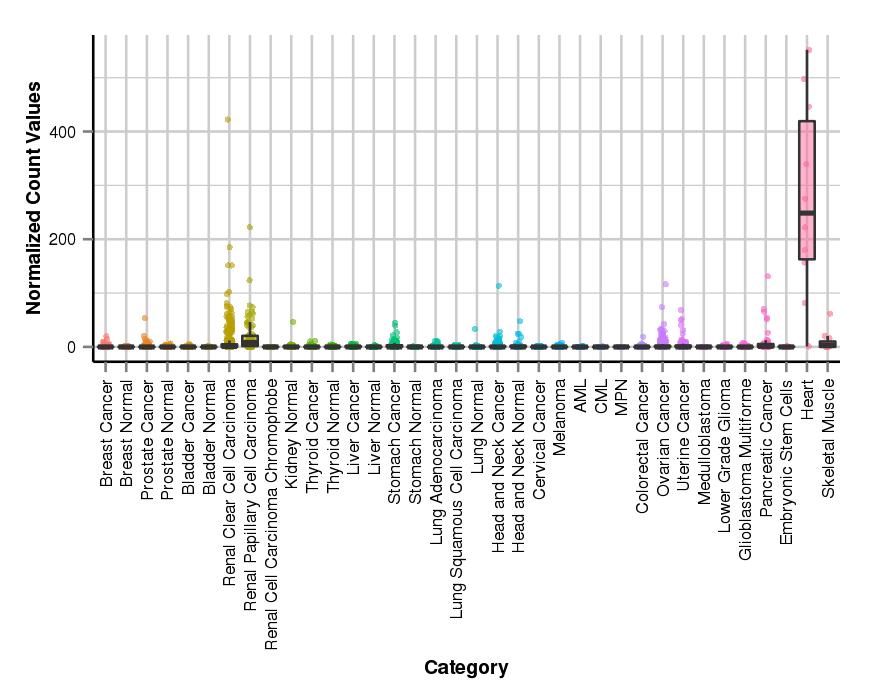 Normalized Count Values
400
200
0
Breast Cancer
Breast Normal
Prostate Cancer
Prostate Normal
Bladder Cancer
Bladder Normal
Renal Clear Cell Carcinoma
Renal Papillary Cell Carcinoma
Renal Cell Carcinoma Chromophobe
Kidney Normal
Thyroid Cancer
Thyroid Normal
Liver Cancer
Liver Normal
Stomach Cancer
Stomach Normal
Lung Adenocarcinoma
Lung Squamous Cell Carcinoma
Lung Normal
Head and Neck Cancer
Head and Neck Normal
Cervical Cancer
Melanoma
AML
CML
MPN
Colorectal Cancer
Ovarian Cancer
Uterine Cancer
Medulloblastoma
Lower Grade Glioma
Glioblastoma Multiforme
Pancreatic Cancer
Embryonic Stem Cells
Heart
Skeletal Muscle
Category